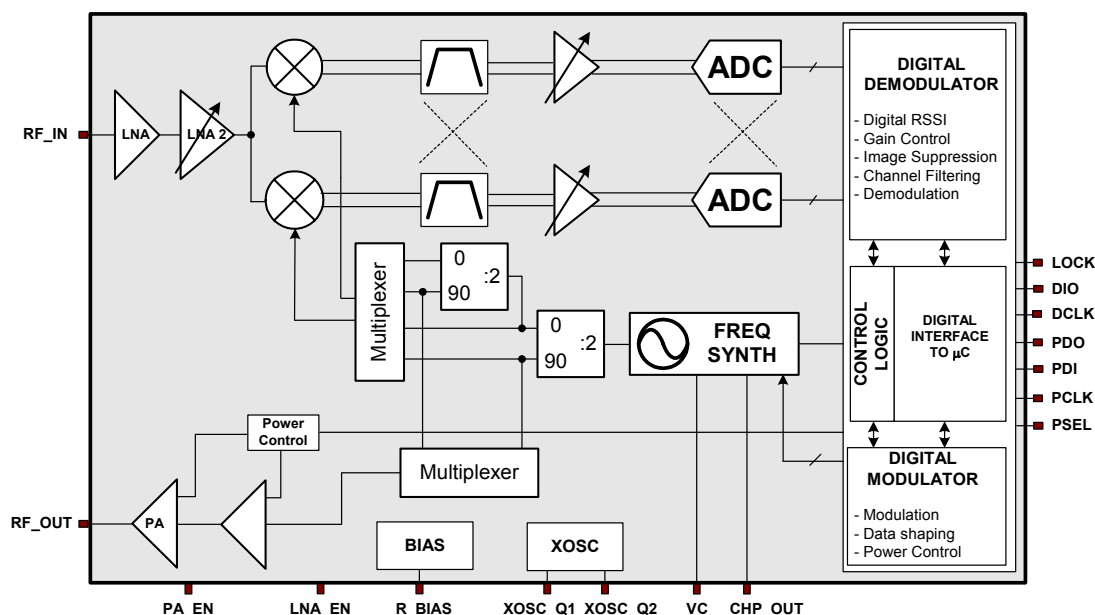 ADC
DIGITAL
DEMODULATOR
- Digital RSSI
- Gain Control
- Image Suppression
- Channel Filtering
- Demodulation
RF_IN
LNA
LNA 2
ADC
Multiplexer
0
:2
90
0
:2
90
FREQ
SYNTH
CONTROL
LOGIC
DIGITAL
INTERFACE
TO µC
LOCK
DIO
DCLK
PDO
PDI
PCLK
PSEL
Power
Control
Multiplexer
DIGITAL
MODULATOR
- Modulation
- Data shaping
- Power Control
RF_OUT
PA
BIAS
XOSC
PA_EN
LNA_EN
R_BIAS
XOSC_Q1
XOSC_Q2
VC
CHP_OUT